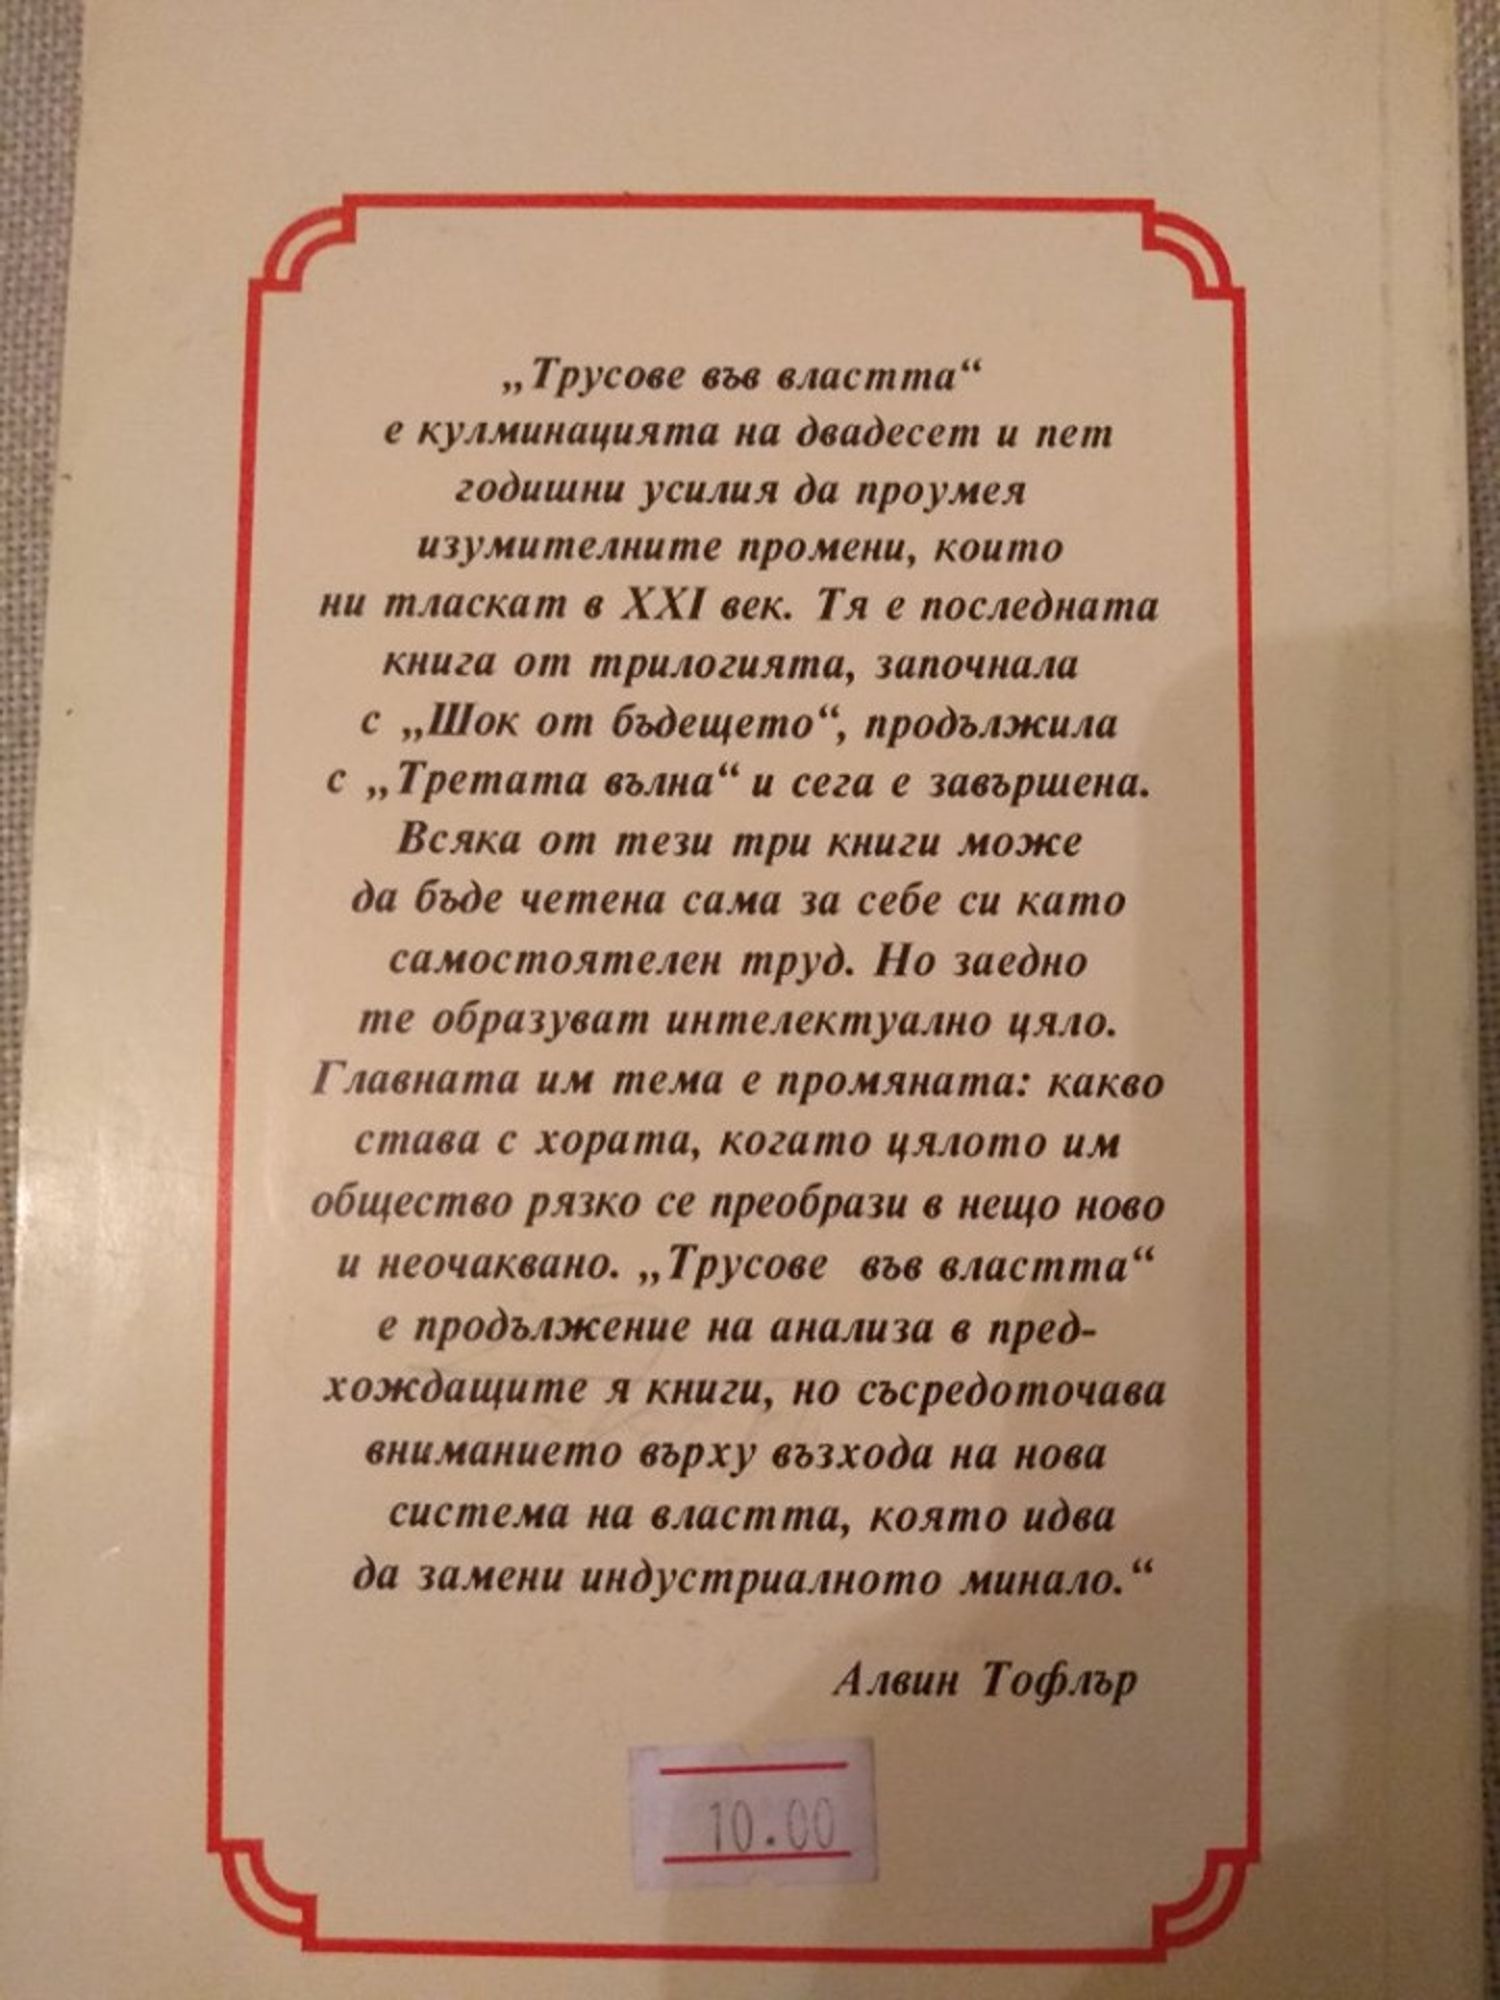 „Трусове във властта“
е кулминацията на двадесет и пет
годишни усилия да проумея
изумителните промени, които
ни тласкат в XXI век. Тя е последната
книга от трилогията, започнала
с „Шок от бъдещето“, продължила
с „Третата вълна“ и сега е завършена.
Всяка от тези три книги може
да бъде четена сама за себе си като
самостоятелен труд. Но заедно
те образуват интелектуално цяло.
Главната им тема е промяната: какво
става с хората, когато цялото им
общество рязко се преобрази в нещо ново
и неочаквано. „Трусове във властта“
е продължение на анализа в пред-
хождащите я книги, но съсредоточава
вниманието върху възхода на нова
система на властта, която идва
да замени индустриалното минало.“
Алвин Тофлър
10.00